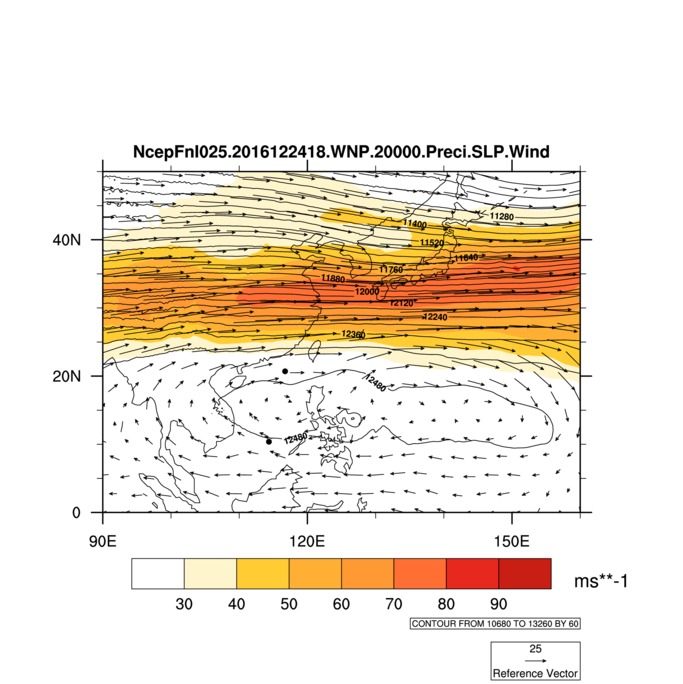 NcepFnl025.2016122418.WNP.20000.Preci.SLP.Wind
11280
11400
40N
11520
11640
11760
11880
12000
12120
12240
12360
20N
12480
12480
0
90E 120E 150E
ms**-1
30 40 50 60 70 80 90
CONTOUR FROM 10680 TO 13260 BY 60
25
Reference Vector